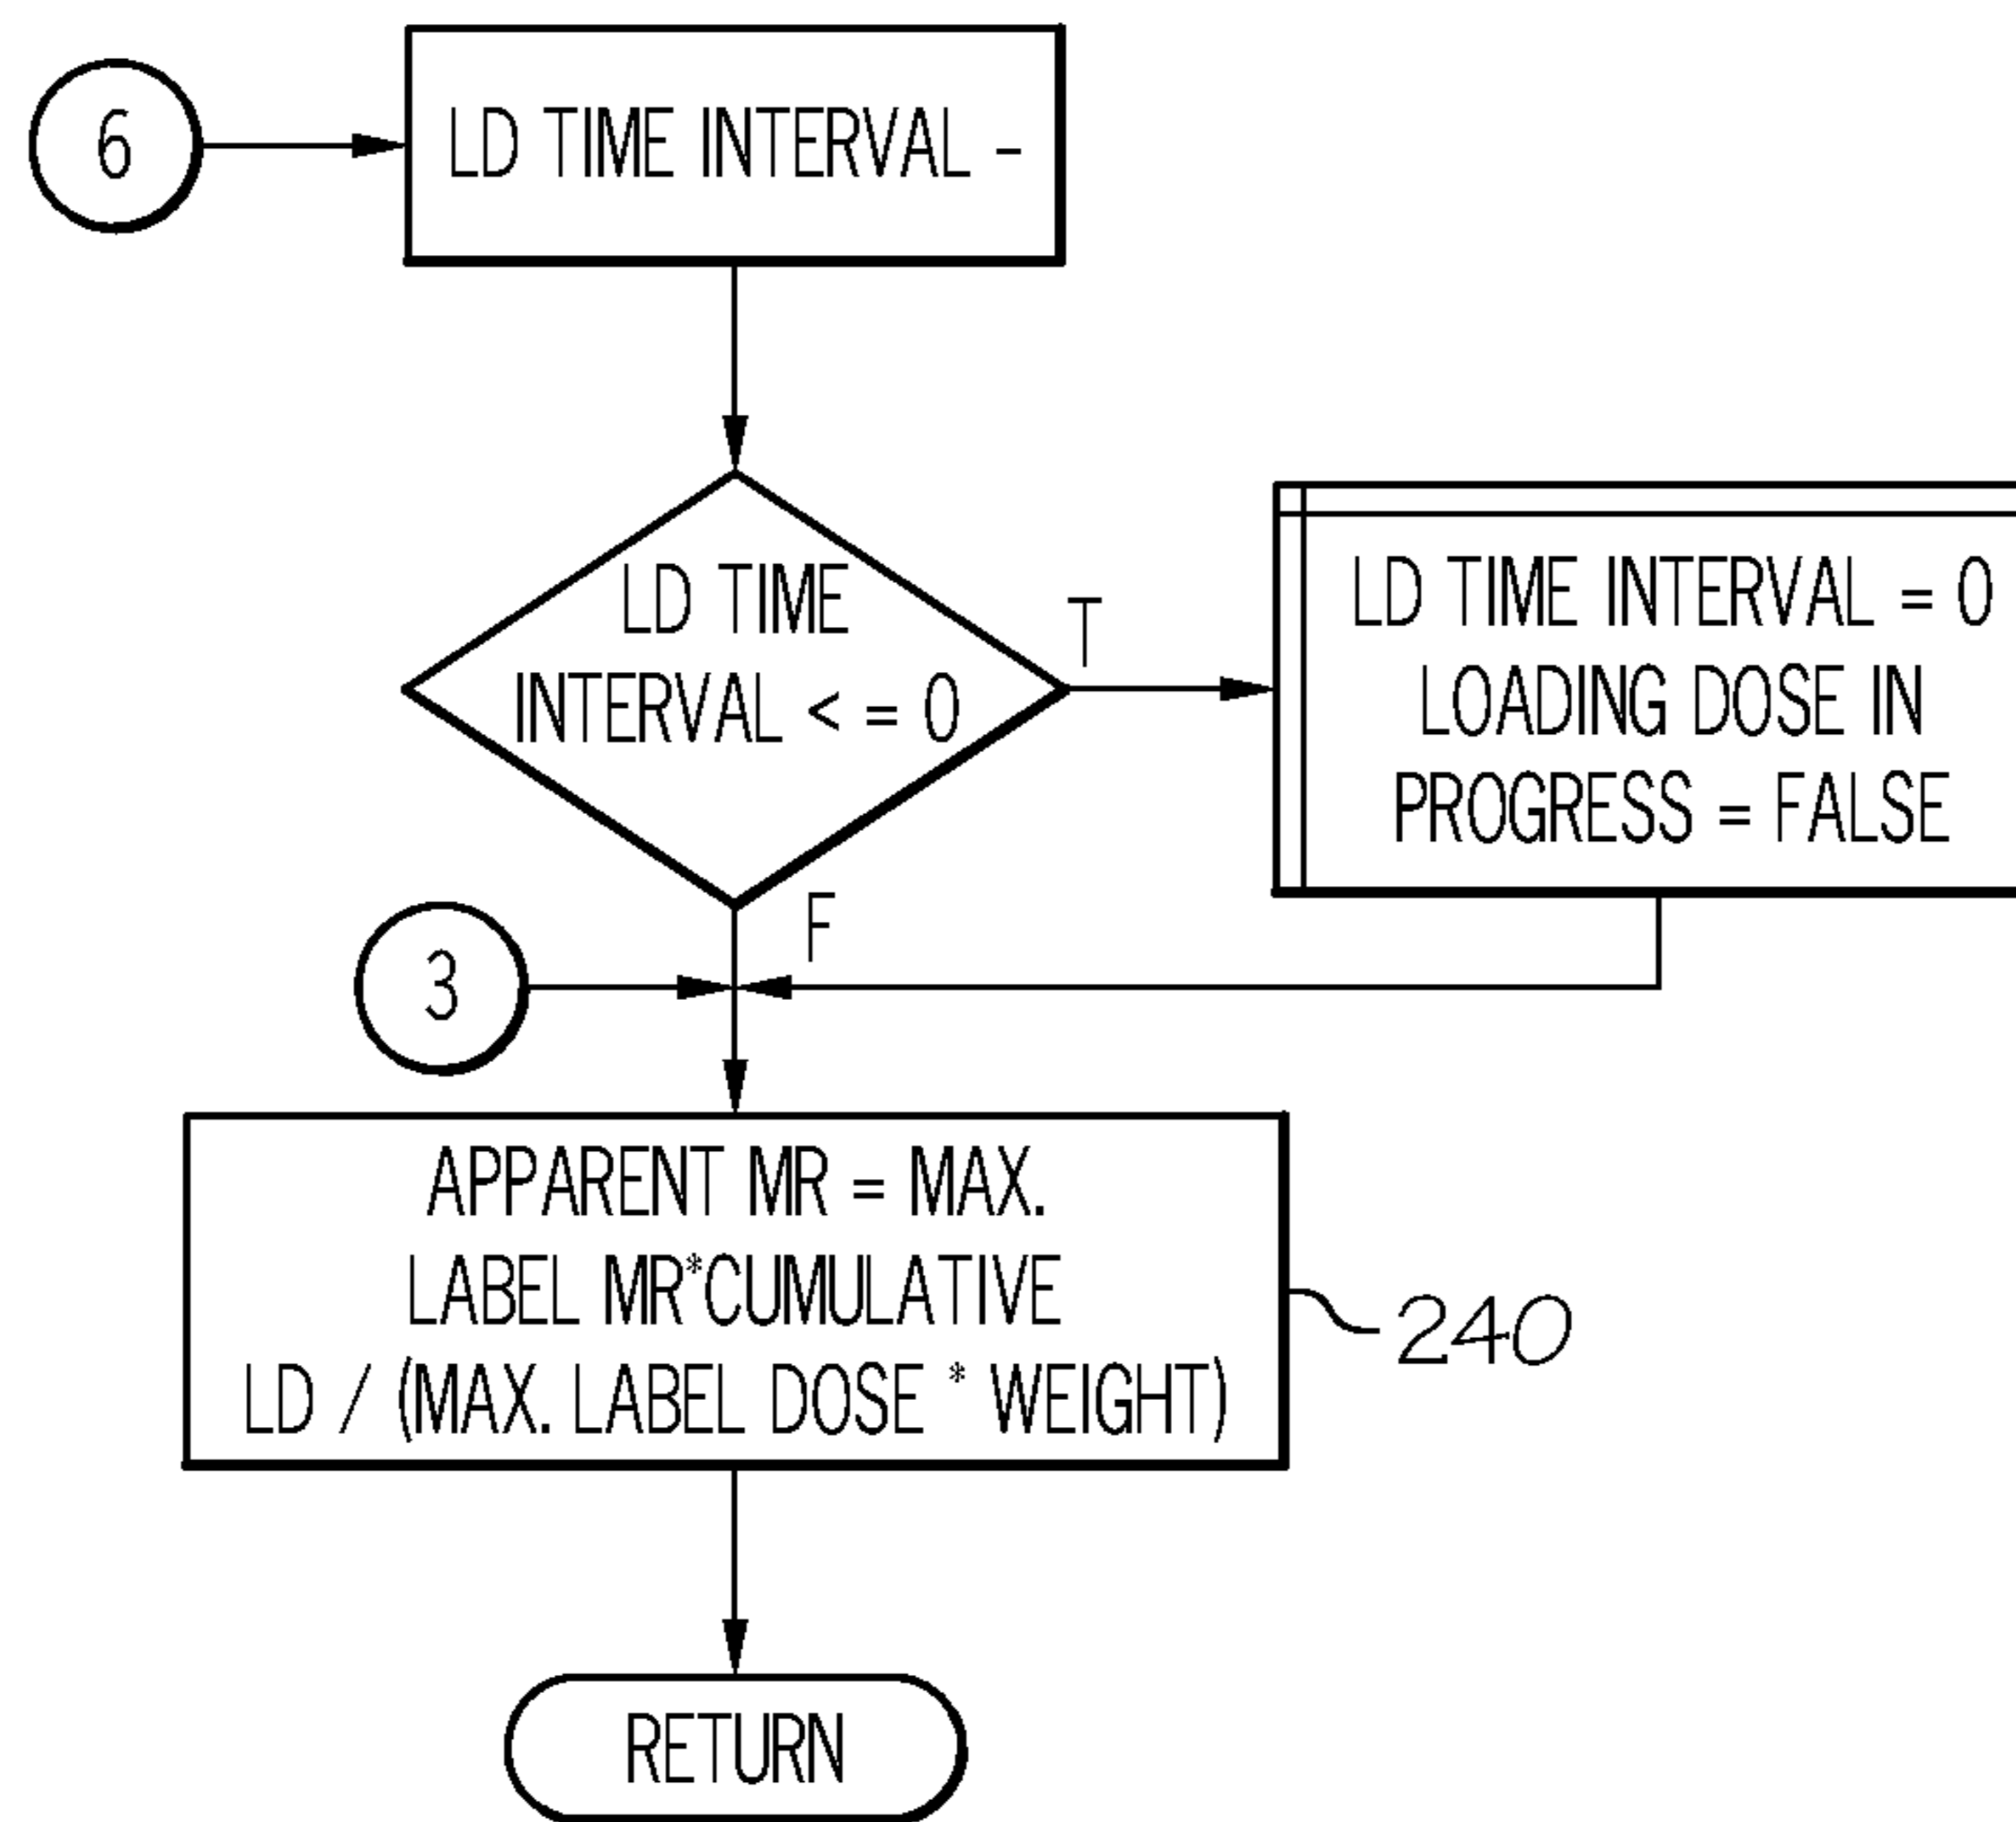 6
LD TIME INTERVAL -
LD TIME
INTERVAL < = 0
T
LD TIME INTERVAL = 0
LOADING DOSE IN
PROGRESS = FALSE
F
3
APPARENT MR = MAX.
LABEL MR*CUMULATIVE
LD / (MAX. LABEL DOSE * WEIGHT)
240
RETURN